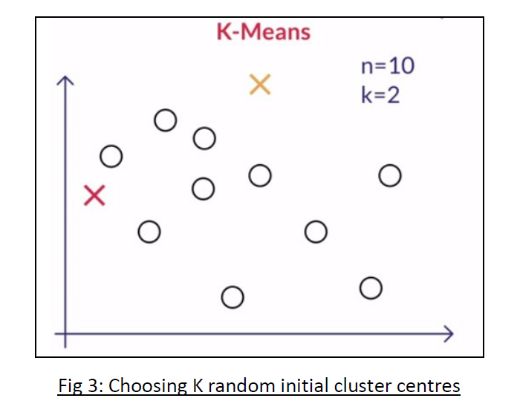 K-Means
n=10
k=2
Fig 3: Choosing K random initial cluster centres